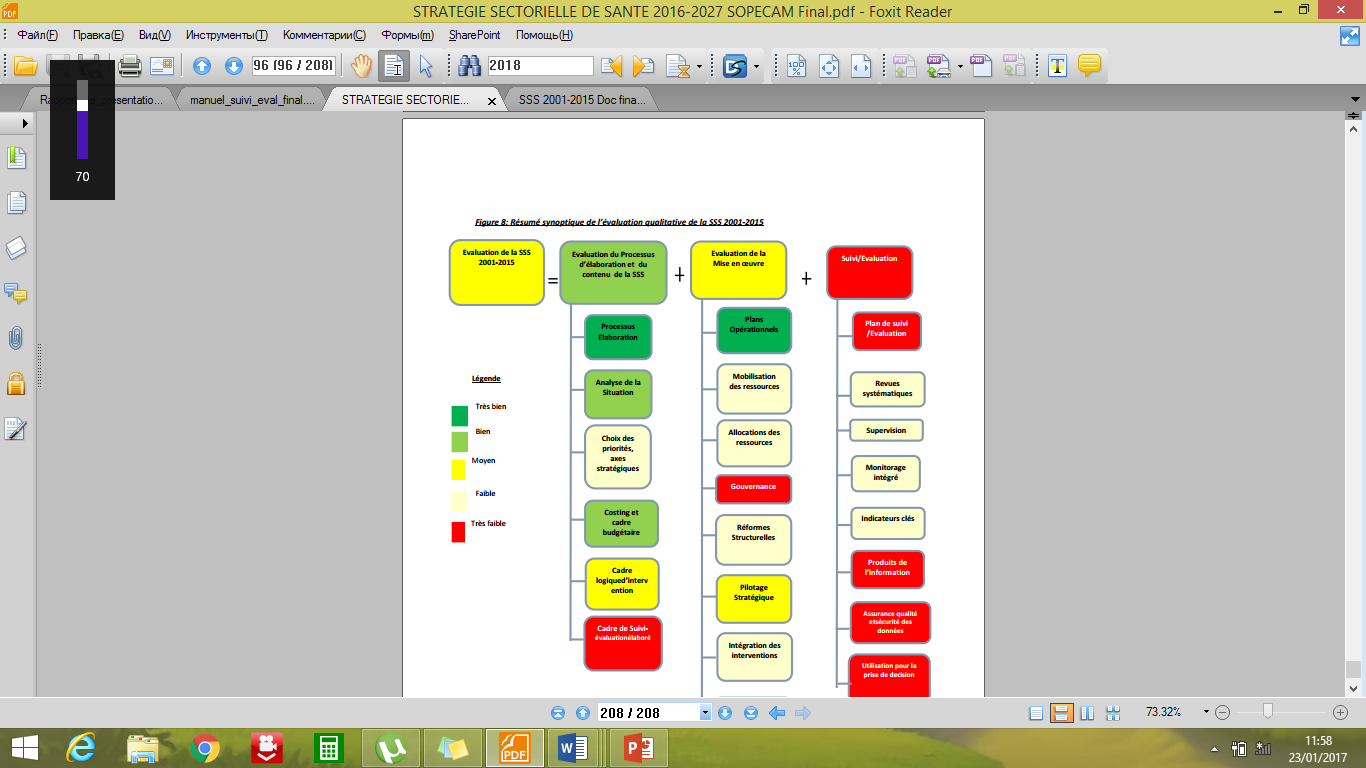 STRATEGIE SECTORIELLE DE SANTE 2016-2027 SOPECAM Final.pdf - Foxit Reader
Файл(F) Правка(E) Вид(V) Инструменты(T) Комментарии(C) Формы(m) SharePoint Помощь(H)
96 (96 / 208) 2018
manuel_suivi_eval_final.... STRATEGIE SECTORIE... SSS 2001-2015 Doc fina...
70
Figure 8: Résumé synoptique de l'évaluation qualitative de la SSS 2001-2015
Evaluation de la SSS
2001-2015
=
Evaluation du Processus
d'élaboration et du
contenu de la SSS
+
Evaluation de la
Mise en œuvre
+
Suivi/Evaluation
Légende
Très bien
Bien
Moyen
Faible
Très faible
Processus
Elaboration
Analyse de la
Situation
Choix des
priorités,
axes
stratégiques
Costing et
cadre
budgétaire
Cadre
logiqued'interv
ention
Cadre de Suivi-
évaluationélaboré
Plans
Opérationnels
Mobilisation
des ressources
Allocations des
ressources
Gouvernance
Réformes
Structurelles
Pilotage
Stratégique
Intégration des
interventions
Plan de suivi
/Evaluation
Revues
systématiques
Supervision
Monitorage
intégré
Indicateurs clés
Produits de
l'information
Assurance qualité
etsécurité des
données
Utilisation pour la
prise de decision
208 / 208
73.32%
11:58
23/01/2017